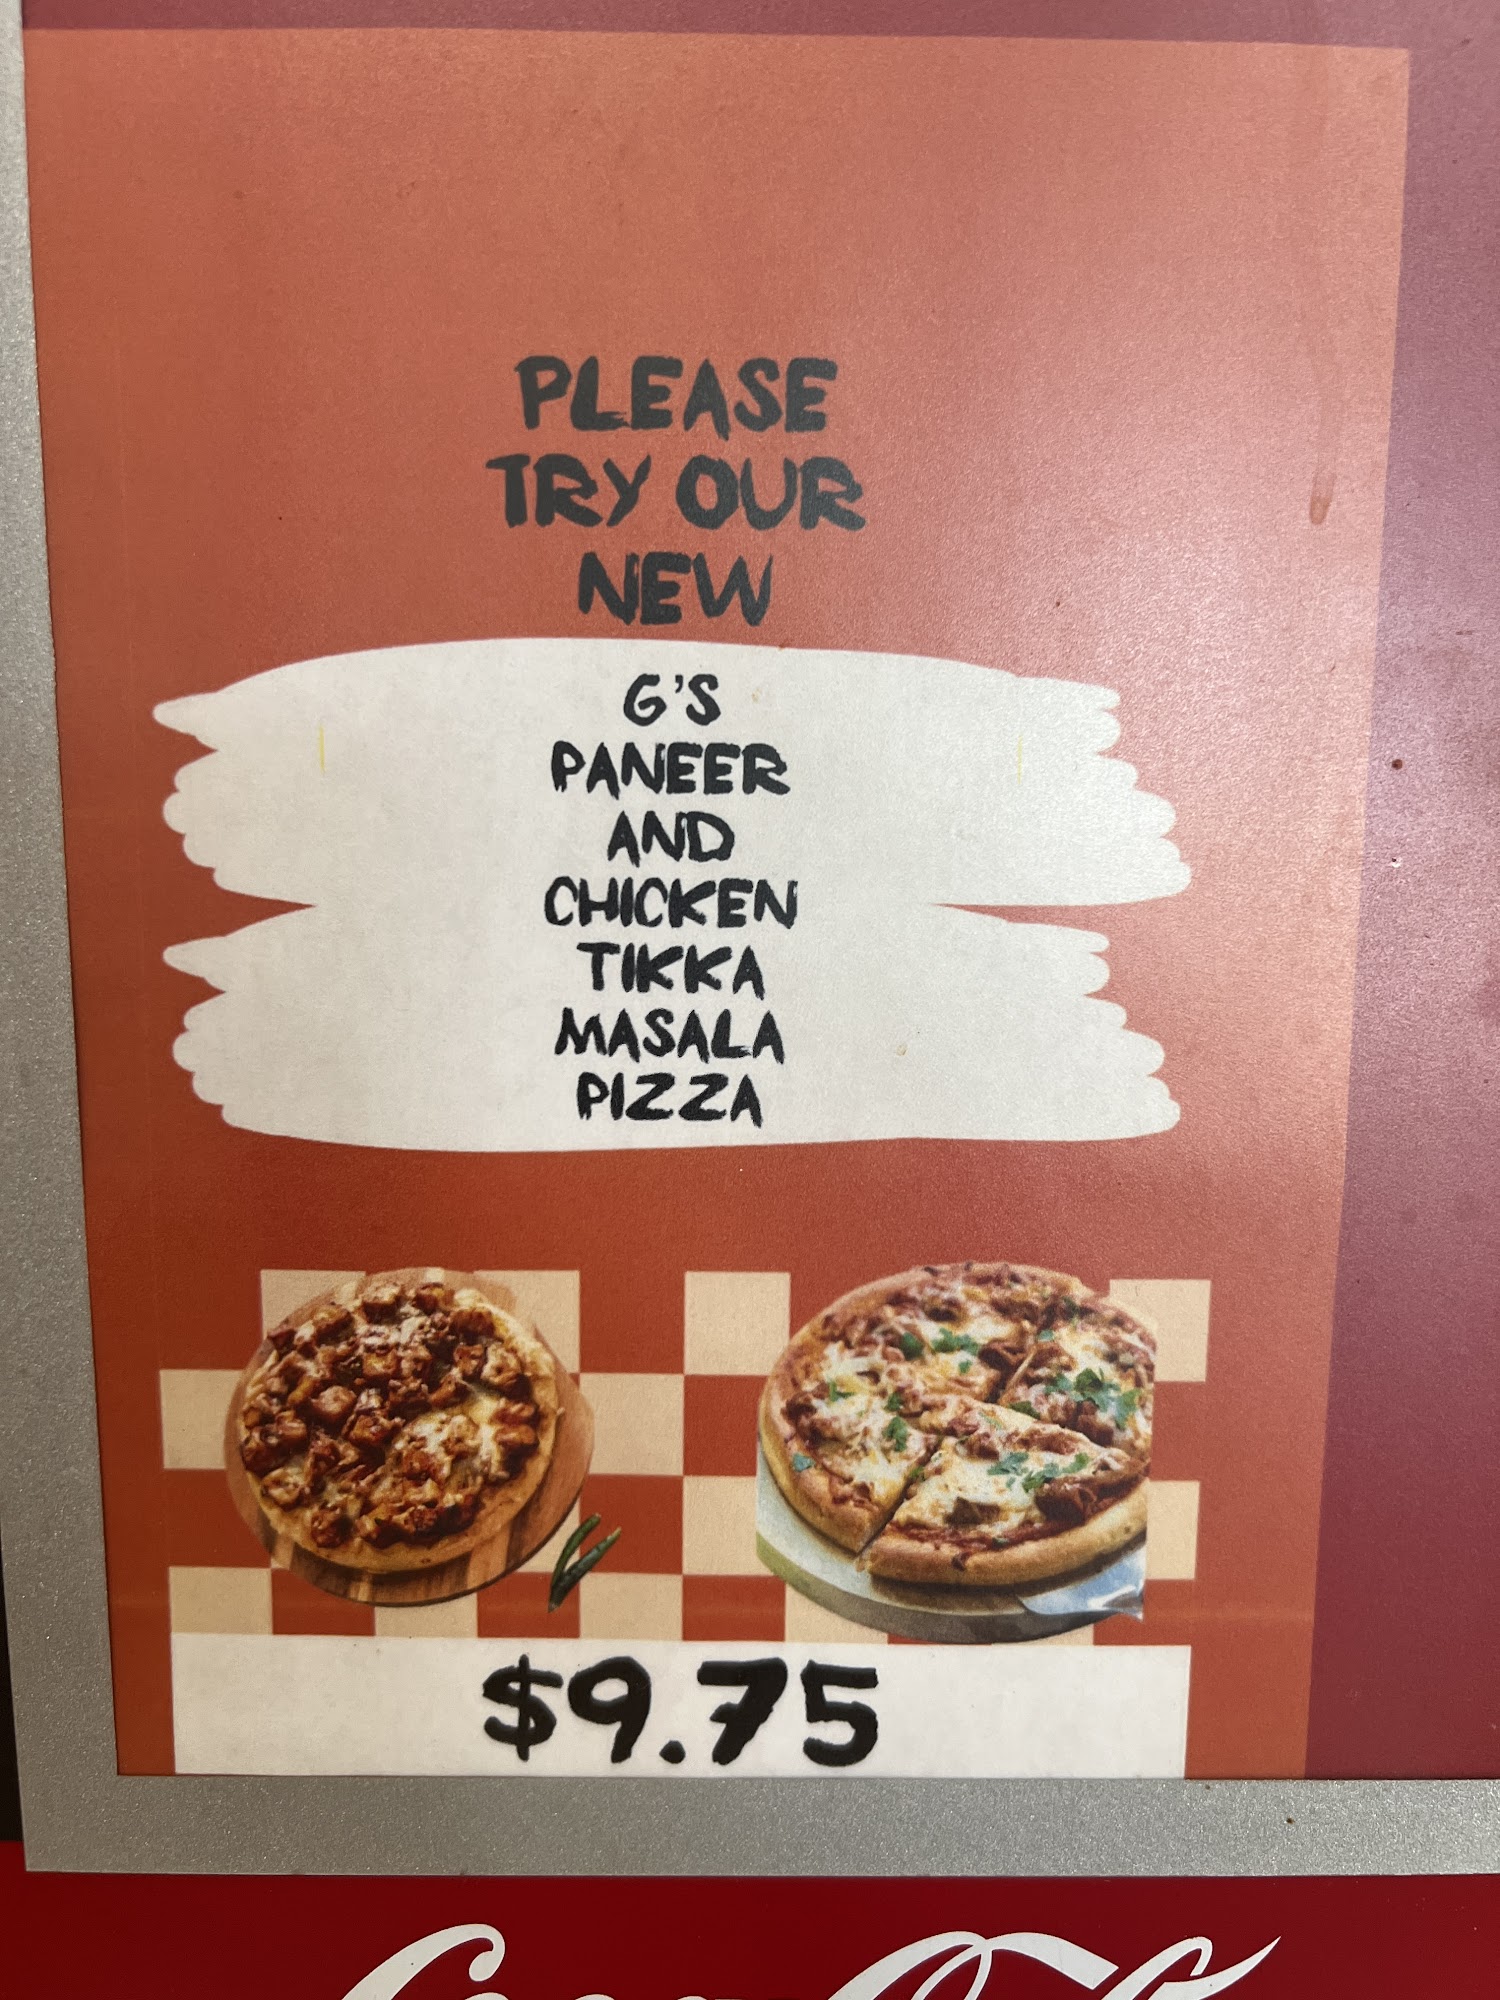 PLEASE
TRY OUR
NEW
G'S
PANEER
AND
CHICKEN
TIKKA
MASALA
PIZZA
$9.75